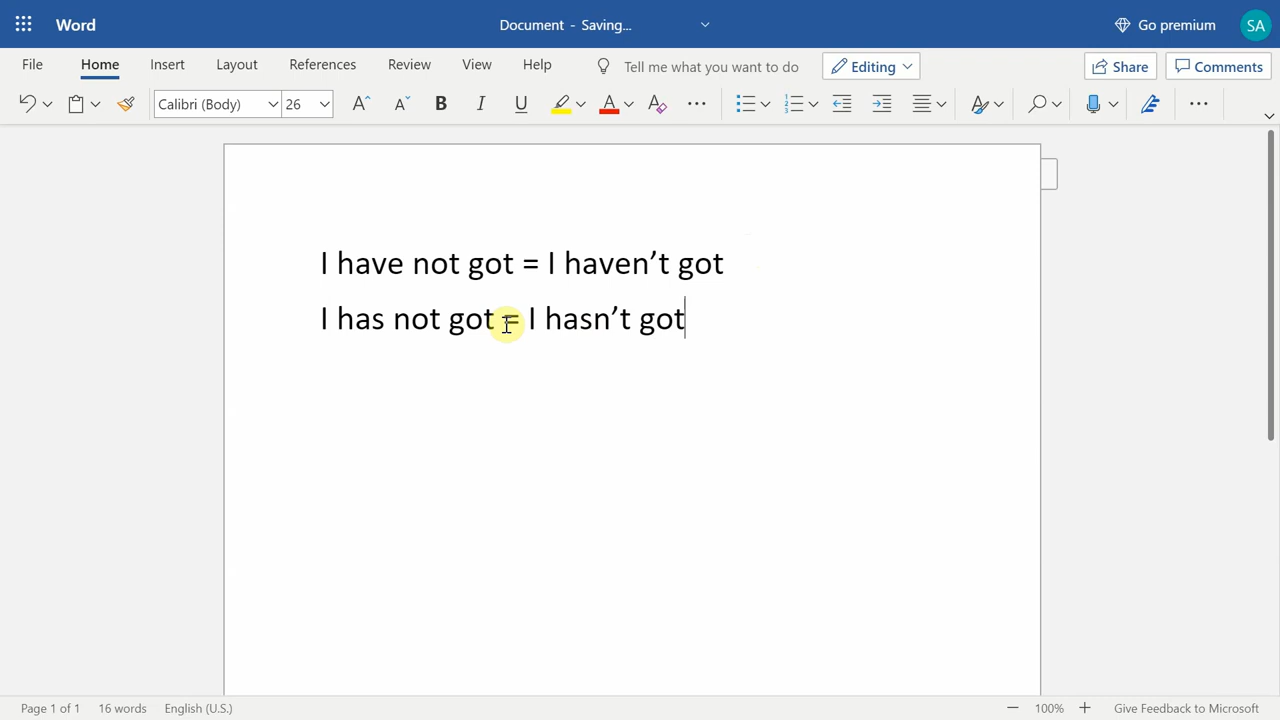 Word
Document - Saving...
Go premium
SA
File Home Insert Layout References Review View Help Tell me what you want to do Editing Share Comments
Calibri (Body) 26 A A B I U A A
I have not got = I haven’t got
I has not got = I hasn’t got
Page 1 of 1 16 words English (U.S.) 100% Give Feedback to Microsoft